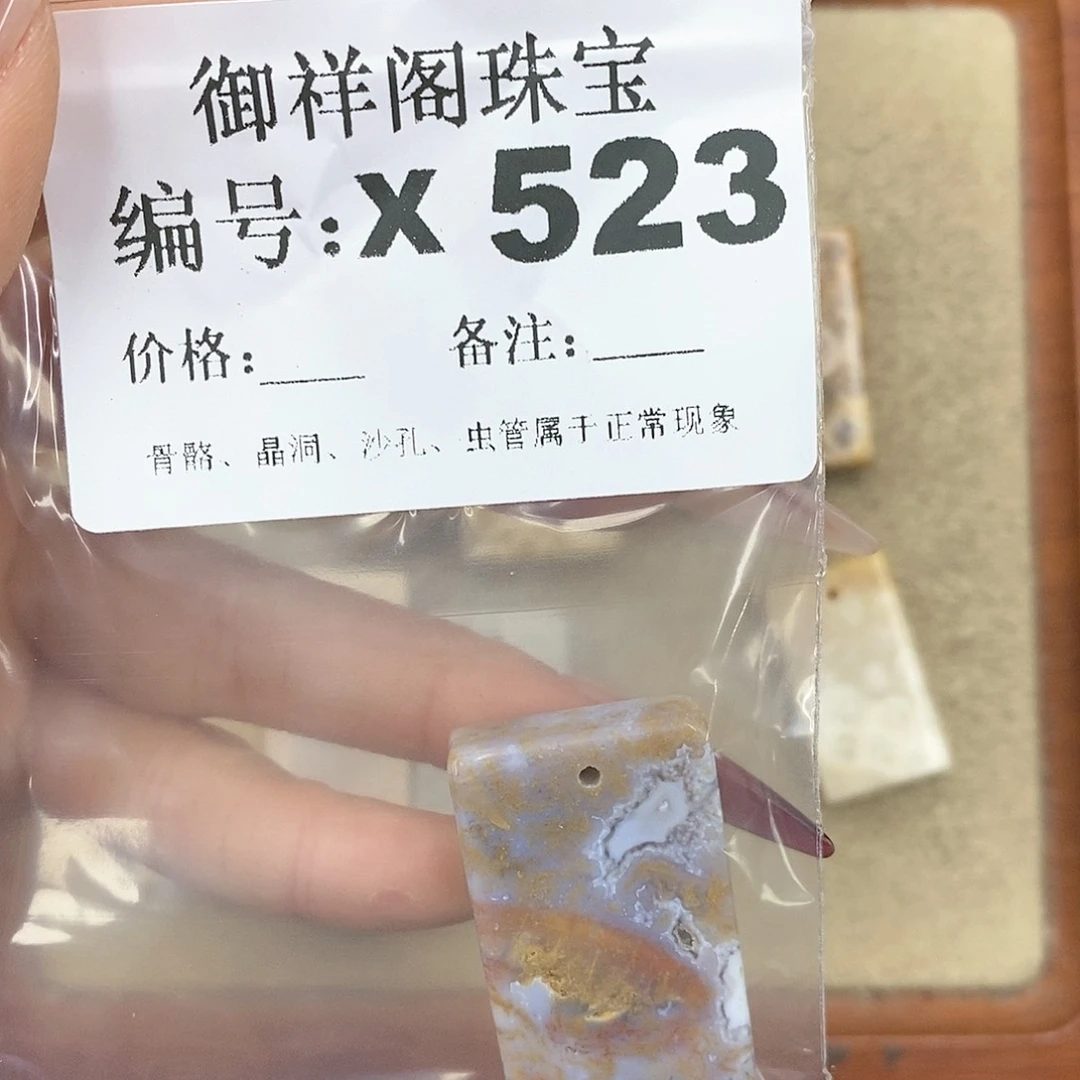 御祥阁珠宝
编号:X 523
价格:____ 备注:____
骨骼、晶洞、沙孔、虫管属于正常现象